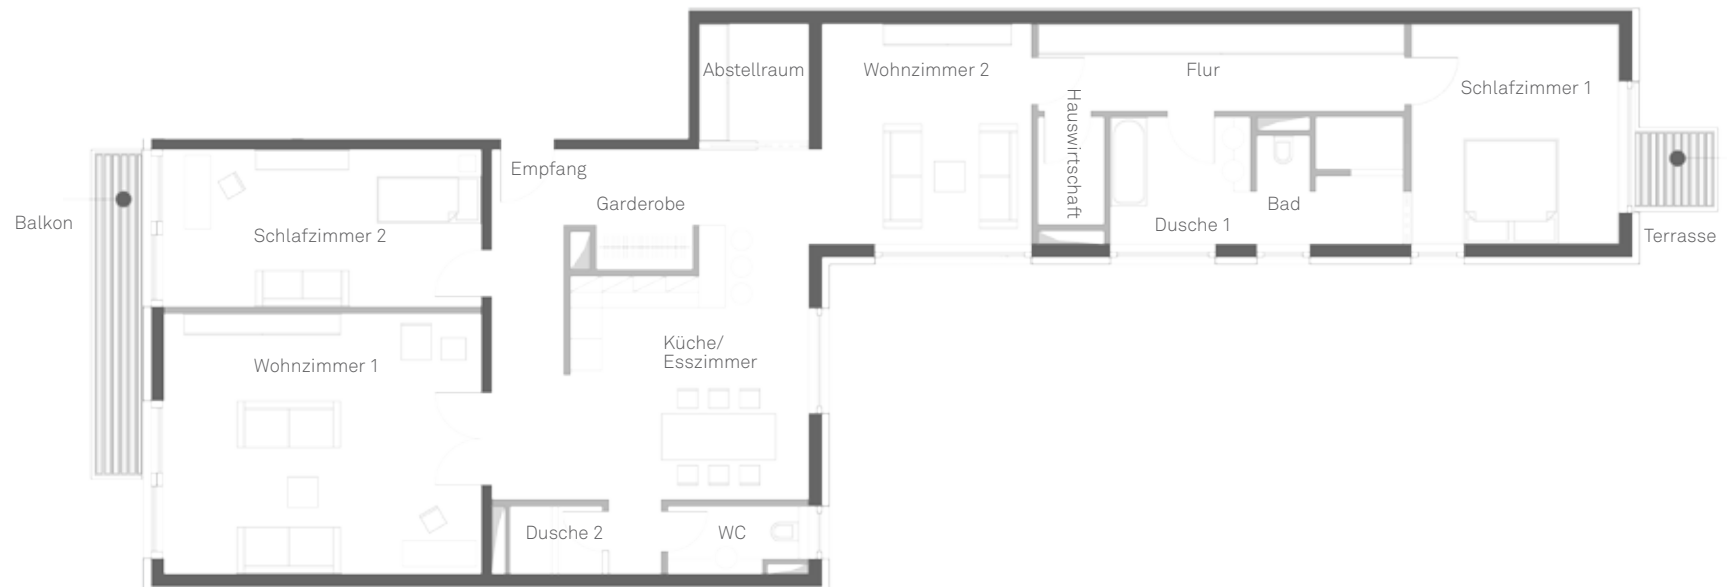 Abstellraum
Wohnzimmer 2
Flur
Schlafzimmer 1
Hauswirtschaft
Empfang
Garderobe
Balkon
Schlafzimmer 2
Dusche 1
Bad
Terrasse
Wohnzimmer 1
Küche/
Esszimmer
Dusche 2
WC